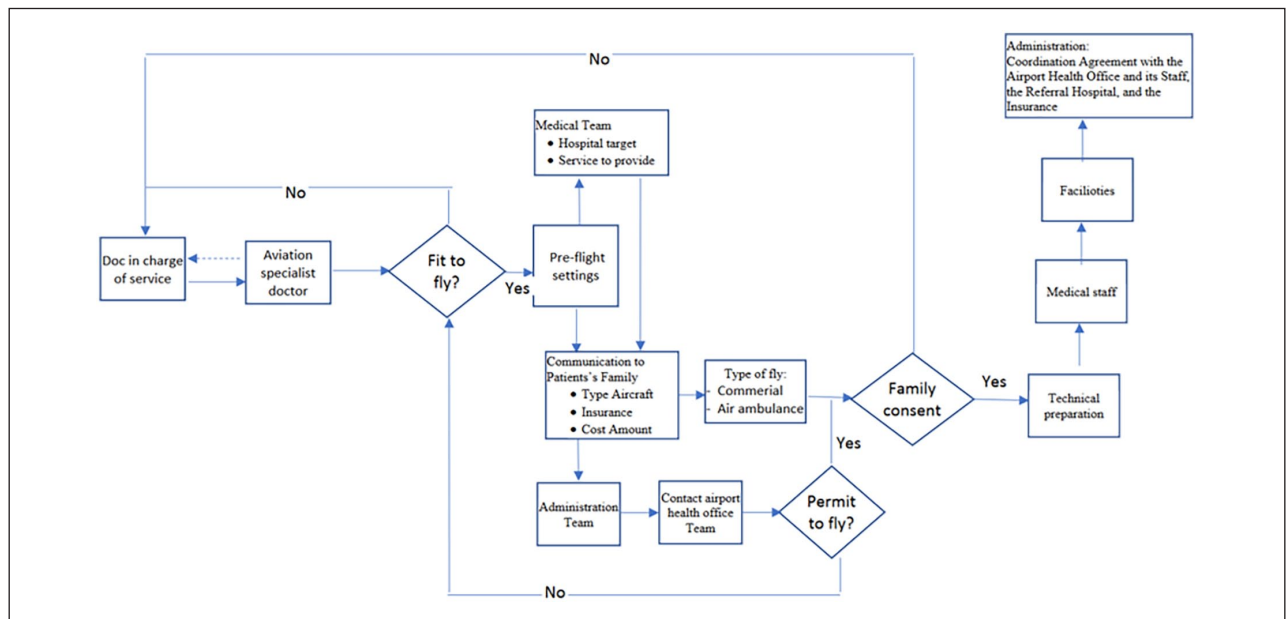 No
Administration:
Coordination Agreement with the
Airport Health Office and its Staff,
the Referral Hospital, and the
Insurance
Medical Team
● Hospital target
● Service to provide
No
Facilioties
Doc in charge
of service
Aviation
specialist
doctor
Fit to
fly?
Yes
Pre-flight
settings
Medical staff
Communication to
Patients's Family
● Type Aircraft
● Insurance
● Cost Amount
Type of fly:
- Commerial
- Air ambulance
Family
consent
Yes
Technical
preparation
Yes
Administration
Team
Contact airport
health office
Team
Permit
to fly?
No